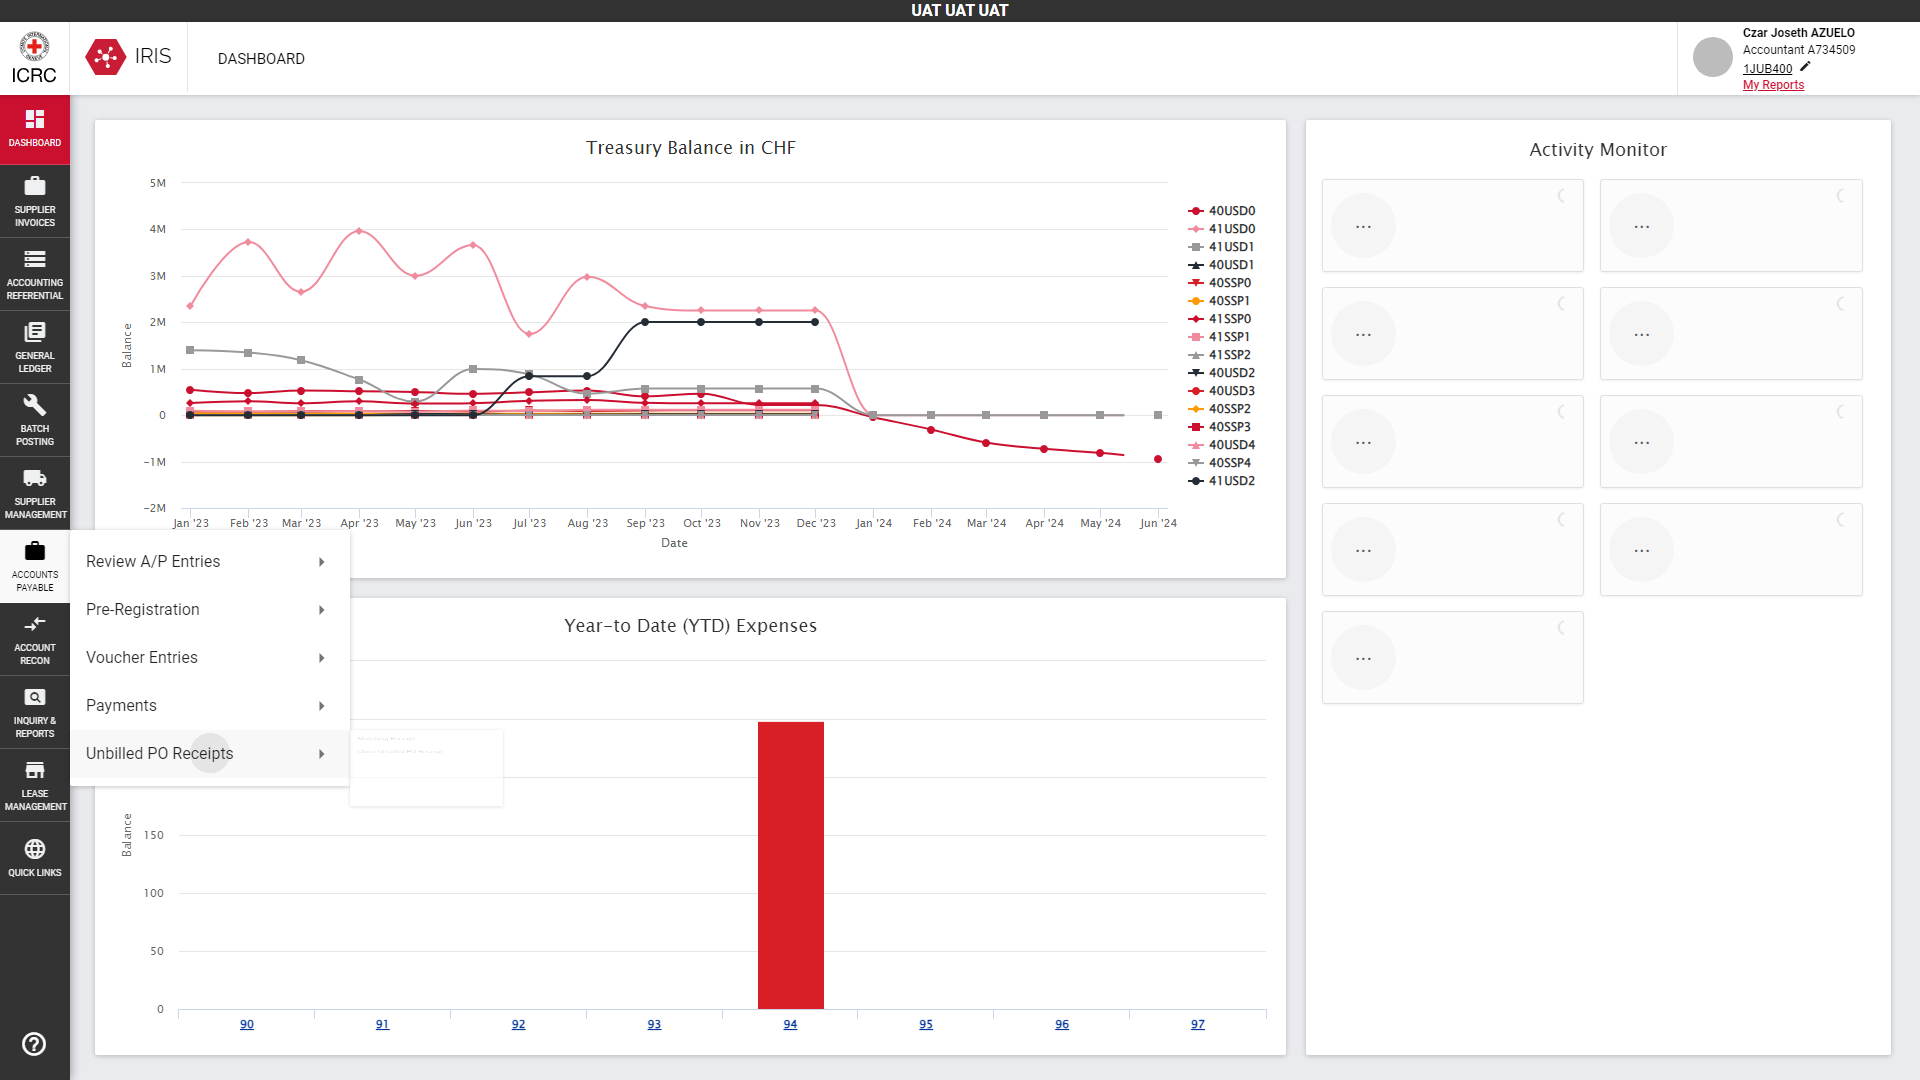 UAT UAT UAT
ICRC
IRIS
DASHBOARD
Czar Joseth AZUELO
Accountant A734509
1JUB400
My Reports
DASHBOARD
SUPPLIER
INVOICES
ACCOUNTING
REFERENTIAL
GENERAL
LEDGER
BATCH
POSTING
SUPPLIER
MANAGEMENT
ACCOUNTS
PAYABLE
ACCOUNT
RECON
INQUIRY &
REPORTS
LEASE
MANAGEMENT
QUICK LINKS
Review A/P Entries
Pre-Registration
Voucher Entries
Payments
Unbilled PO Receipts
Treasury Balance in CHF
Balance
5M
4M
3M
2M
1M
0
-1M
-2M
Jan '23 Feb '23 Mar '23 Apr '23 May '23 Jun '23 Jul '23 Aug '23 Sep '23 Oct '23 Nov '23 Dec '23 Jan '24 Feb '24 Mar '24 Apr '24 May '24 Jun '24
Date
40USD0
41USD0
41USD1
40USD1
40SSP0
40SSP1
41SSP0
41SSP1
41SSP2
40USD2
40USD3
40SSP2
40SSP3
40USD4
40SSP4
41USD2
Year-to Date (YTD) Expenses
Balance
150
100
50
0
90 91 92 93 94 95 96 97
Activity Monitor
... ...
... ...
... ...
... ...
...